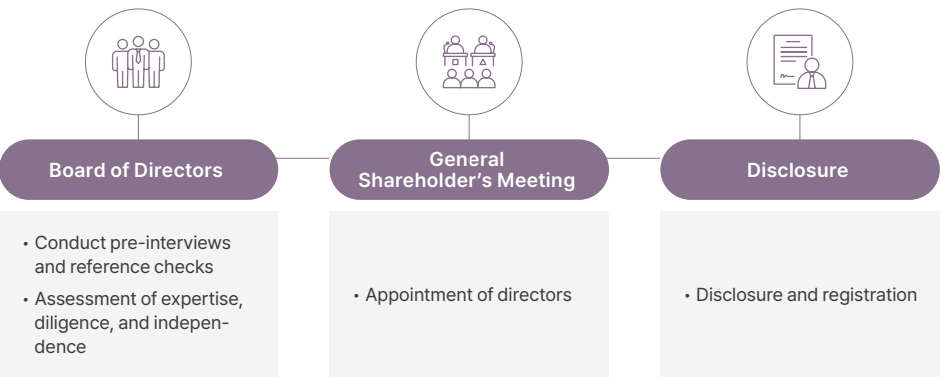 Board of Directors
• Conduct pre-interviews
and reference checks
• Assessment of expertise,
diligence, and indepen-
dence
General
Shareholder’s Meeting
• Appointment of directors
Disclosure
• Disclosure and registration